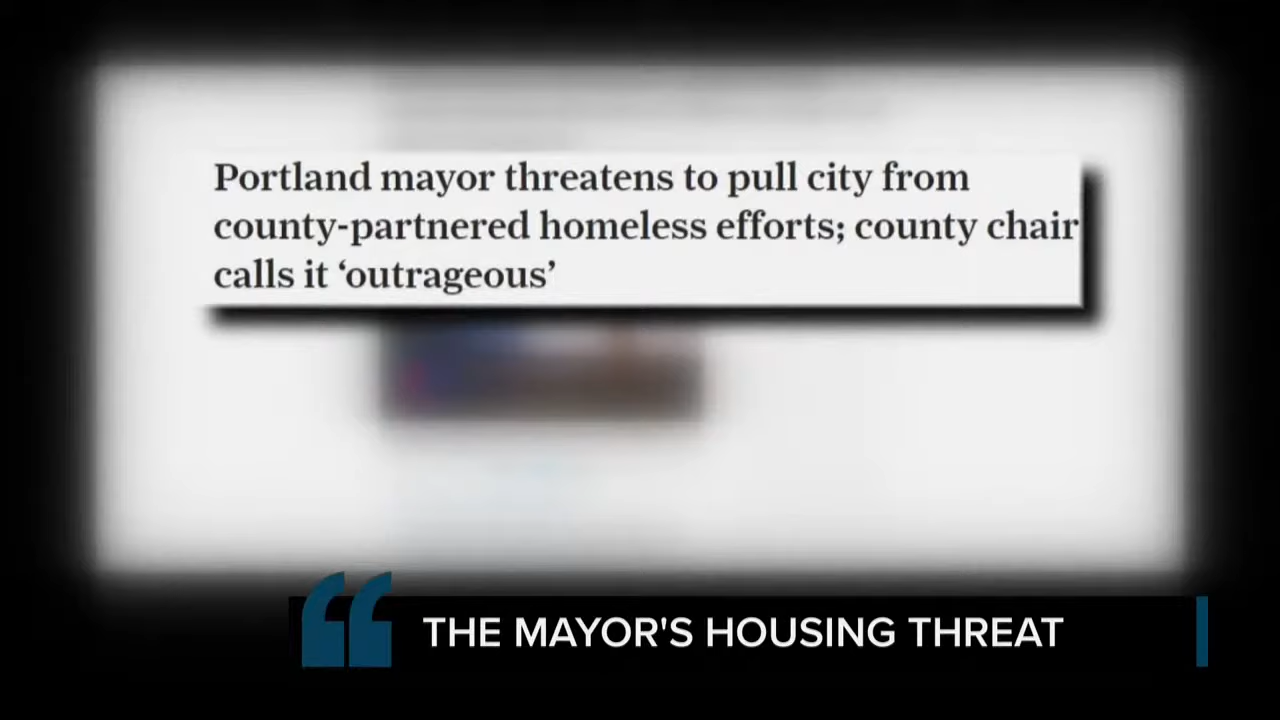 Portland mayor threatens to pull city from
county-partnered homeless efforts; county chair
calls it ‘outrageous’
THE MAYOR'S HOUSING THREAT